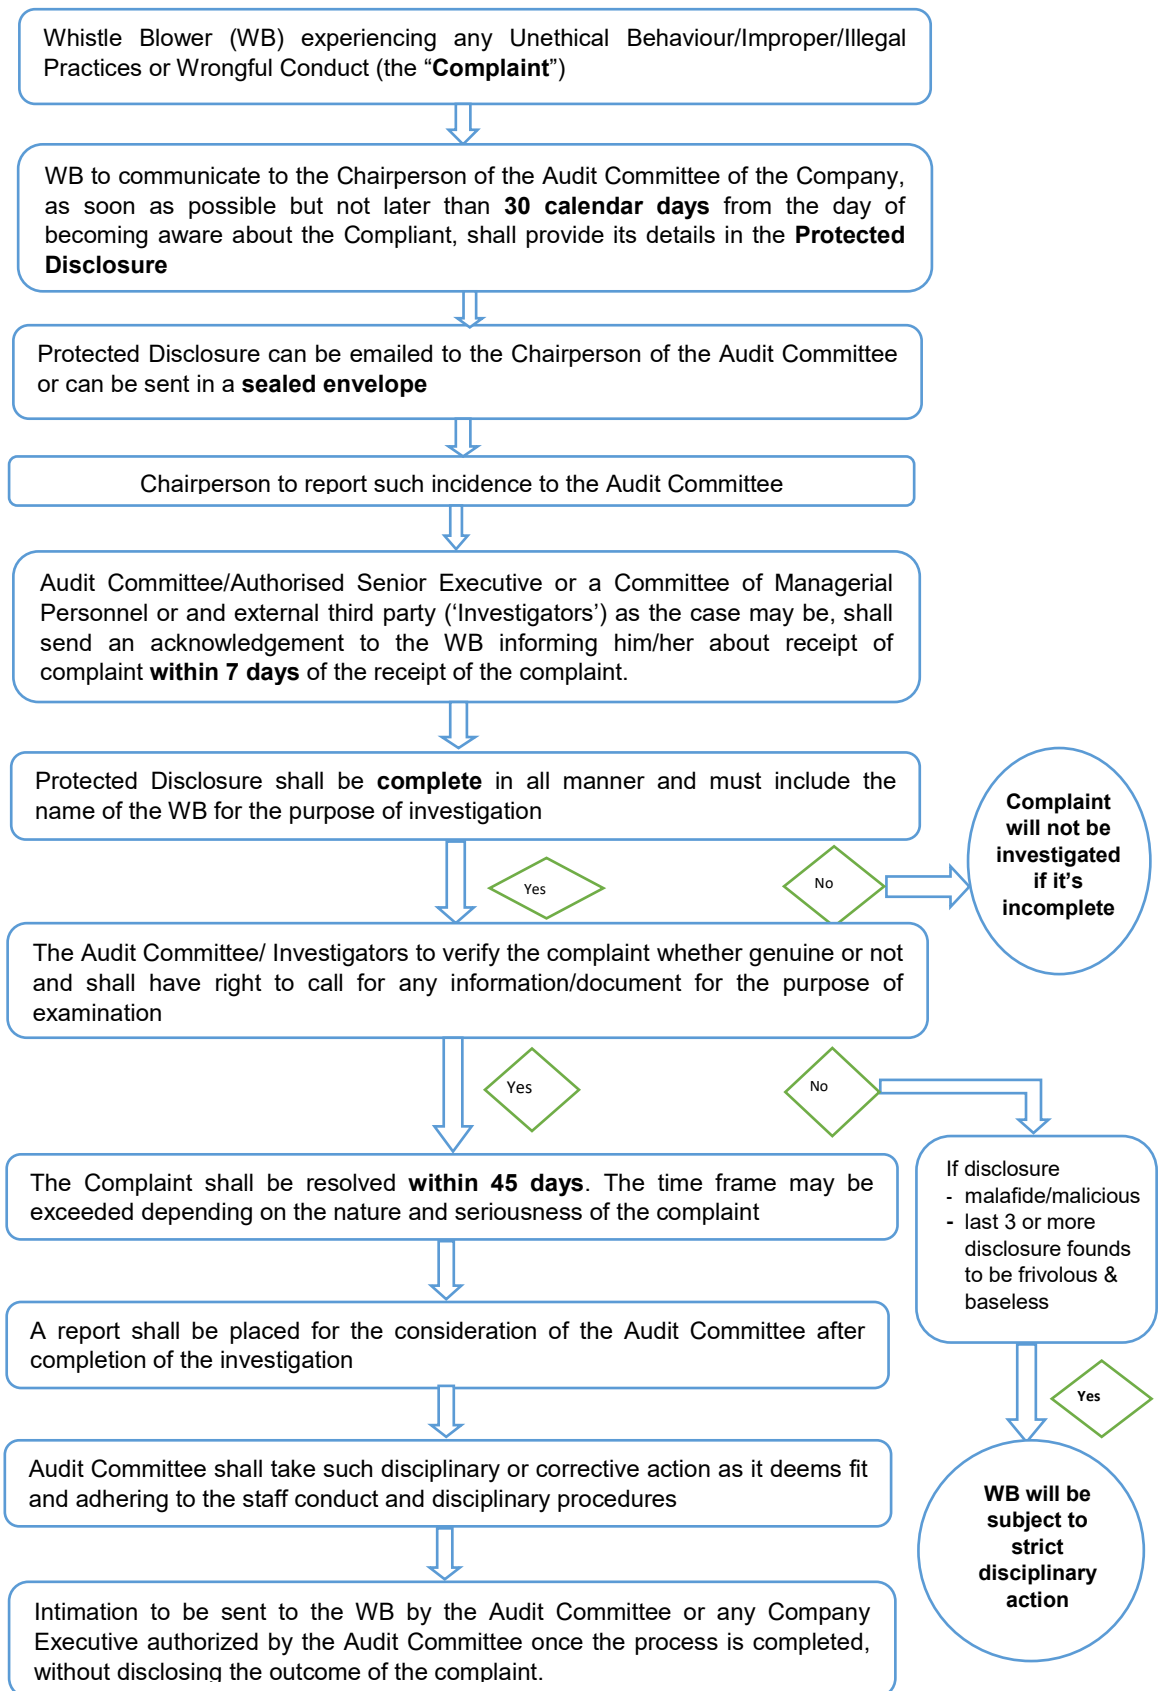 Whistle Blower (WB) experiencing any Unethical Behaviour/Improper/Illegal
Practices or Wrongful Conduct (the “Complaint”)
WB to communicate to the Chairperson of the Audit Committee of the Company,
as soon as possible but not later than 30 calendar days from the day of
becoming aware about the Compliant, shall provide its details in the Protected
Disclosure
Protected Disclosure can be emailed to the Chairperson of the Audit Committee
or can be sent in a sealed envelope
Chairperson to report such incidence to the Audit Committee
Audit Committee/Authorised Senior Executive or a Committee of Managerial
Personnel or and external third party (‘Investigators’) as the case may be, shall
send an acknowledgement to the WB informing him/her about receipt of
complaint within 7 days of the receipt of the complaint.
Protected Disclosure shall be complete in all manner and must include the
name of the WB for the purpose of investigation
Complaint
will not be
investigated
if it's
incomplete
Yes
No
The Audit Committee/ Investigators to verify the complaint whether genuine or not
and shall have right to call for any information/document for the purpose of
examination
Yes
No
The Complaint shall be resolved within 45 days. The time frame may be
exceeded depending on the nature and seriousness of the complaint
If disclosure
- malafide/malicious
- last 3 or more
disclosure founds
to be frivolous &
baseless
A report shall be placed for the consideration of the Audit Committee after
completion of the investigation
Yes
Audit Committee shall take such disciplinary or corrective action as it deems fit
and adhering to the staff conduct and disciplinary procedures
WB will be
subject to
strict
disciplinary
action
Intimation to be sent to the WB by the Audit Committee or any Company
Executive authorized by the Audit Committee once the process is completed,
without disclosing the outcome of the complaint.